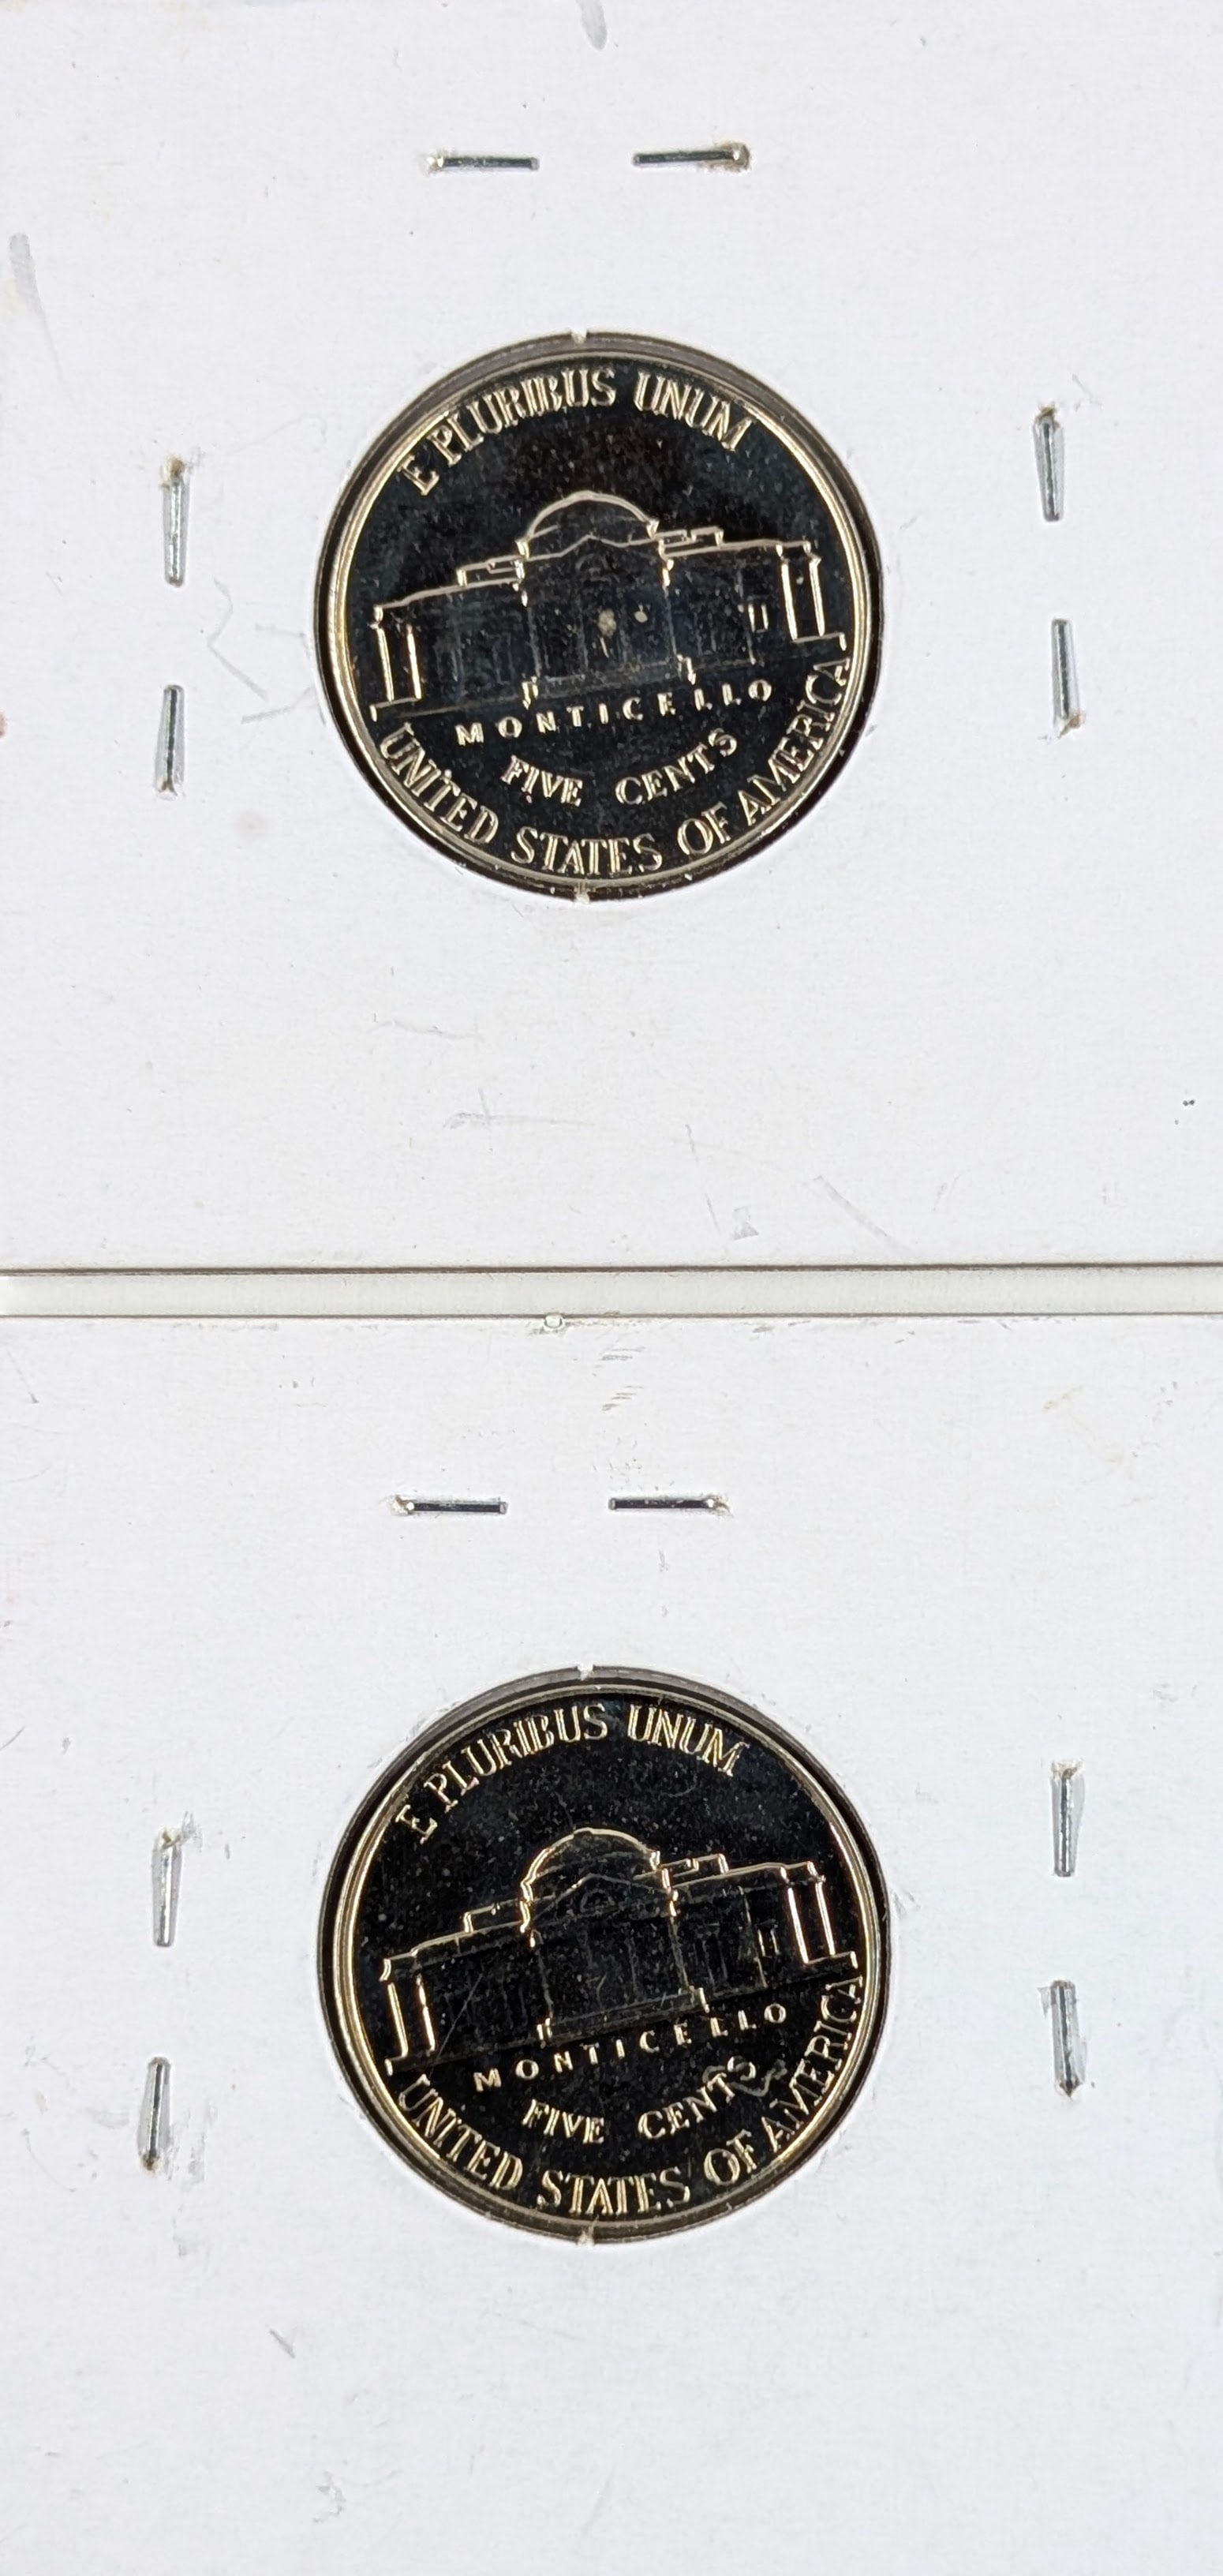 E PLURIBUS UNUM
MONTICELLO
FIVE CENTS
UNITED STATES OF AMERICA
E PLURIBUS UNUM
MONTICELLO
FIVE CENTS
UNITED STATES OF AMERICA